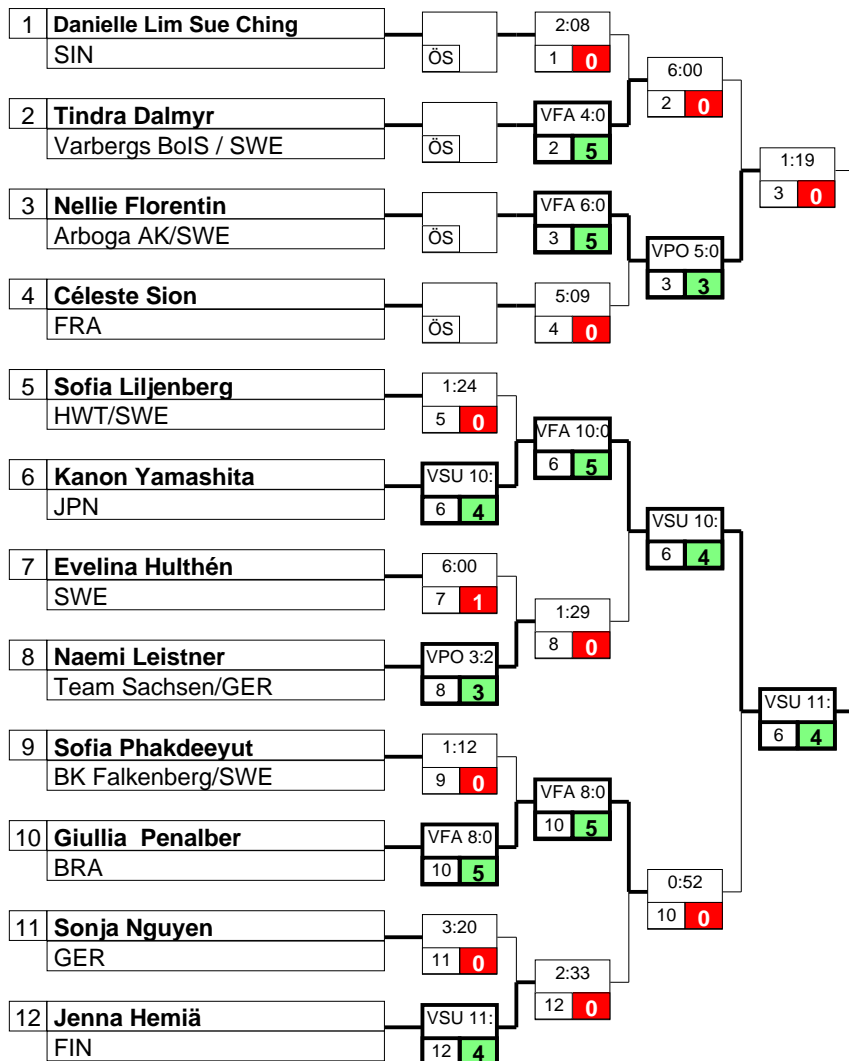 1 Danielle Lim Sue Ching
SIN
ÖS
2:08
1 0
6:00
2 0
2 Tindra Dalmyr
Varbergs BoIS / SWE
ÖS
VFA 4:0
2 5
1:19
3 0
3 Nellie Florentin
Arboga AK/SWE
ÖS
VFA 6:0
3 5
VPO 5:0
3 3
4 Céleste Sion
FRA
ÖS
5:09
4 0
5 Sofia Liljenberg
HWT/SWE
1:24
5 0
VFA 10:0
6 5
6 Kanon Yamashita
JPN
VSU 10:
6 4
VSU 10:
6 4
7 Evelina Hulthén
SWE
6:00
7 1
1:29
8 0
8 Naemi Leistner
Team Sachsen/GER
VPO 3:2
8 3
VSU 11:
6 4
9 Sofia Phakdeeyut
BK Falkenberg/SWE
1:12
9 0
VFA 8:0
10 5
10 Giullia Penalber
BRA
VFA 8:0
10 5
0:52
10 0
11 Sonja Nguyen
GER
3:20
11 0
2:33
12 0
12 Jenna Hemiä
FIN
VSU 11:
12 4